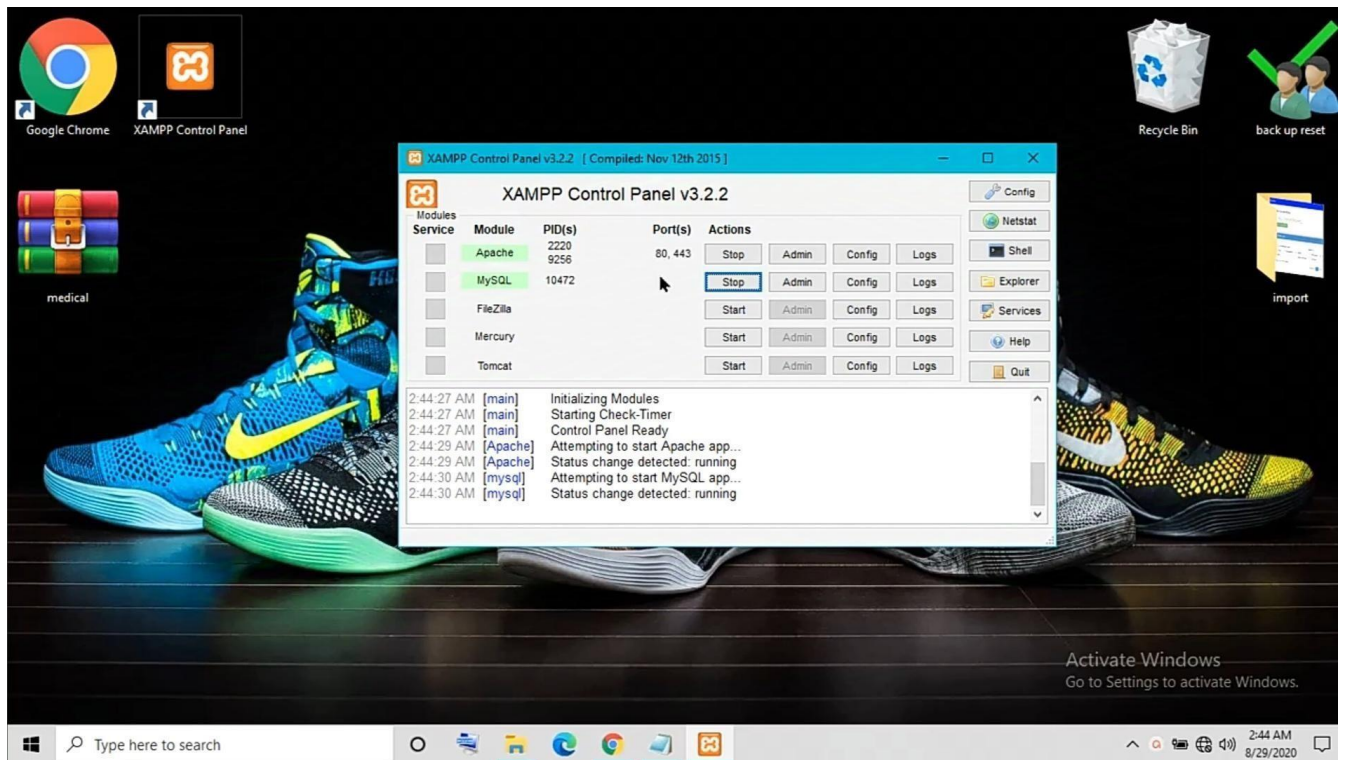 Google Chrome
XAMPP Control Panel
Recycle Bin
back up reset
medical
import
XAMPP Control Panel v3.2.2 [ Compiled: Nov 12th 2015 ]
XAMPP Control Panel v3.2.2
Config
Netstat
Shell
Explorer
Services
Help
Quit
Modules
Service Module PID(s) Port(s) Actions
Apache 2220 9256 80, 443 Stop Admin Config Logs
MySQL 10472 Stop Admin Config Logs
FileZilla Start Admin Config Logs
Mercury Start Admin Config Logs
Tomcat Start Admin Config Logs
2:44:27 AM [main] Initializing Modules
2:44:27 AM [main] Starting Check-Timer
2:44:27 AM [main] Control Panel Ready
2:44:29 AM [Apache] Attempting to start Apache app...
2:44:29 AM [Apache] Status change detected: running
2:44:30 AM [mysql] Attempting to start MySQL app...
2:44:30 AM [mysql] Status change detected: running
Activate Windows
Go to Settings to activate Windows.
Type here to search
2:44 AM
8/29/2020